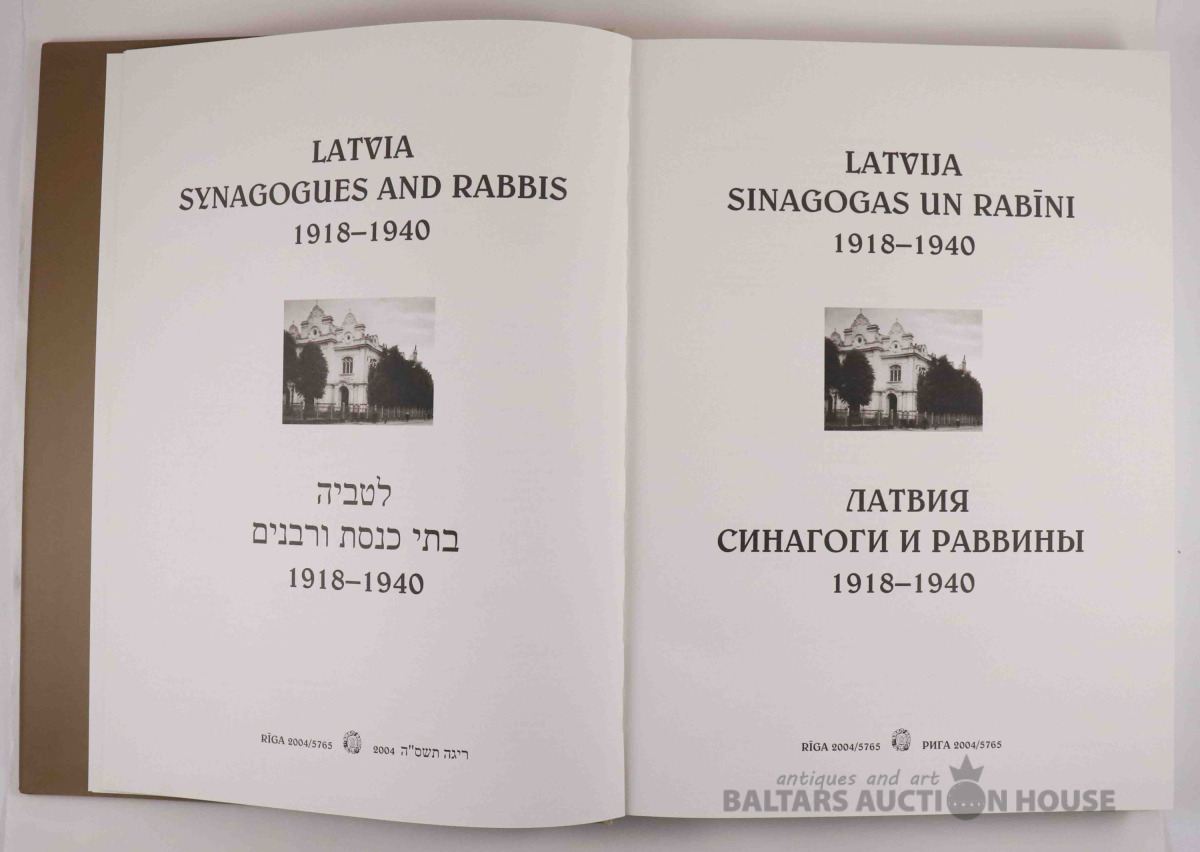 LATVIA
SYNAGOGUES AND RABBIS
1918–1940
לטביה
בתי כנסת ורבנים
1918–1940
RĪGA 2004/5765
2004 ריגה תשס"ה
LATVIJA
SINAGOGAS UN RABĪNI
1918–1940
ЛАТВИЯ
СИНАГОГИ И РАВВИНЫ
1918–1940
RĪGA 2004/5765
РИГА 2004/5765
antiques and art
BALTARS AUCTION HOUSE